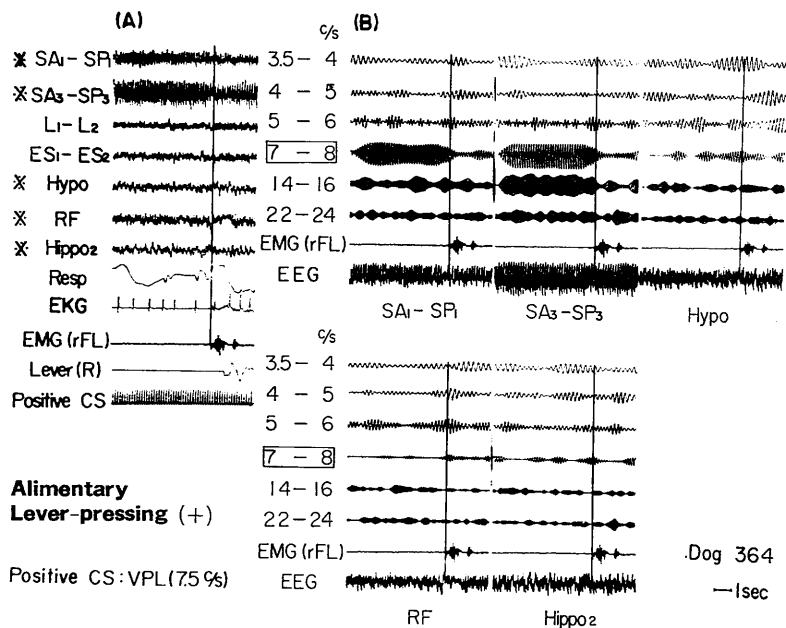 (A)
※ SA1-SP1
※ SA3-SP3
L1-L2
ES1-ES2
※ Hypo
※ RF
※ Hippo2
Resp
EKG
EMG (rFL)
Lever (R)
Positive CS
(B)
c/s
3.5 - 4
4 - 5
5 - 6
7 - 8
14-16
22-24
EMG (rFL)
EEG
SA1-SP1 SA3-SP3 Hypo
c/s
3.5 - 4
4 - 5
5 - 6
7 - 8
14-16
22-24
EMG (rFL)
EEG
RF Hippo2
Alimentary
Lever-pressing (+)
Positive CS : VPL (7.5 c/s)
Dog 364
1sec